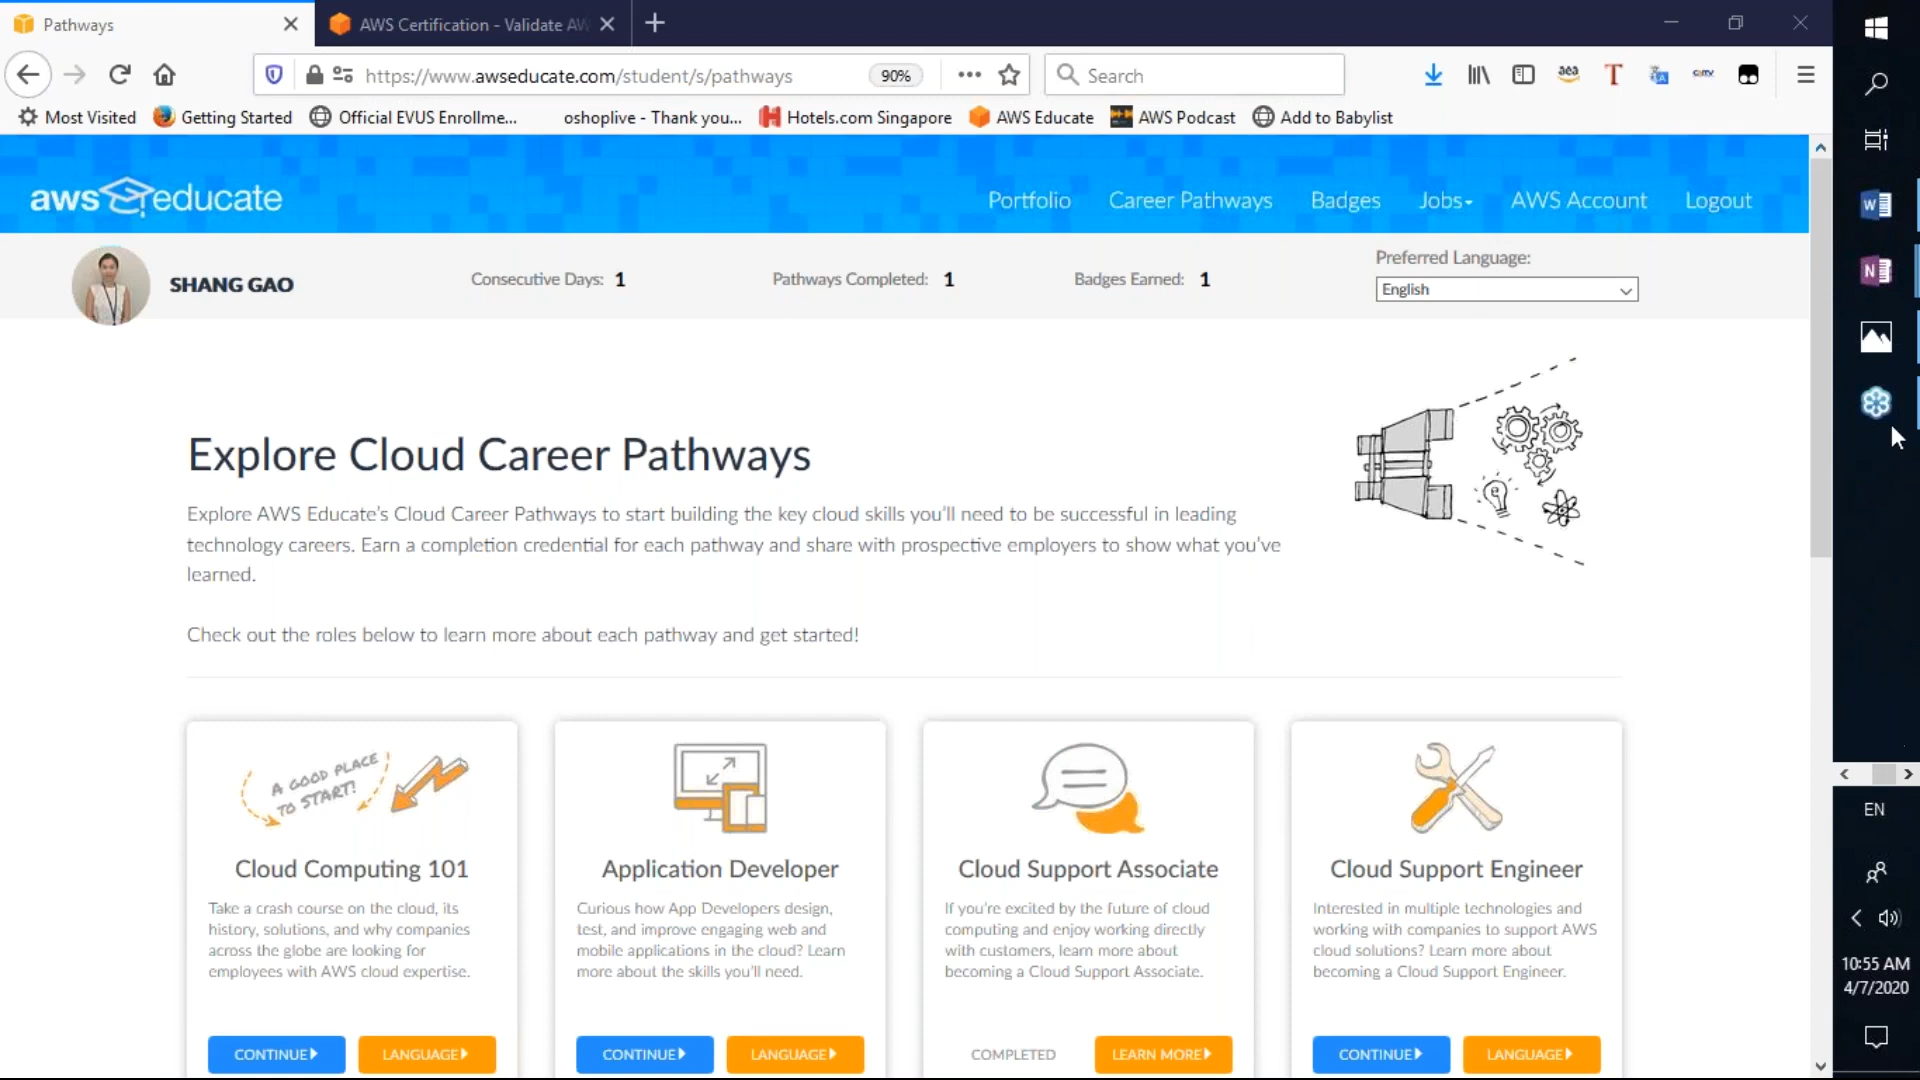 Pathways
AWS Certification - Validate AW
https://www.awseducate.com/student/s/pathways
90%
Search
Most Visited
Getting Started
Official EVUS Enrollme...
oshoplive - Thank you...
Hotels.com Singapore
AWS Educate
AWS Podcast
Add to Babylist
aws educate
Portfolio
Career Pathways
Badges
Jobs
AWS Account
Logout
SHANG GAO
Consecutive Days: 1
Pathways Completed: 1
Badges Earned: 1
Preferred Language:
English
Explore Cloud Career Pathways
Explore AWS Educate's Cloud Career Pathways to start building the key cloud skills you'll need to be successful in leading
technology careers. Earn a completion credential for each pathway and share with prospective employers to show what you've
learned.
Check out the roles below to learn more about each pathway and get started!
A GOOD PLACE
TO START!
Cloud Computing 101
Take a crash course on the cloud, its
history, solutions, and why companies
across the globe are looking for
employees with AWS cloud expertise.
CONTINUE
LANGUAGE
Application Developer
Curious how App Developers design,
test, and improve engaging web and
mobile applications in the cloud? Learn
more about the skills you'll need.
CONTINUE
LANGUAGE
Cloud Support Associate
If you're excited by the future of cloud
computing and enjoy working directly
with customers, learn more about
becoming a Cloud Support Associate.
COMPLETED
LEARN MORE
Cloud Support Engineer
Interested in multiple technologies and
working with companies to support AWS
cloud solutions? Learn more about
becoming a Cloud Support Engineer.
CONTINUE
LANGUAGE
EN
10:55 AM
4/7/2020